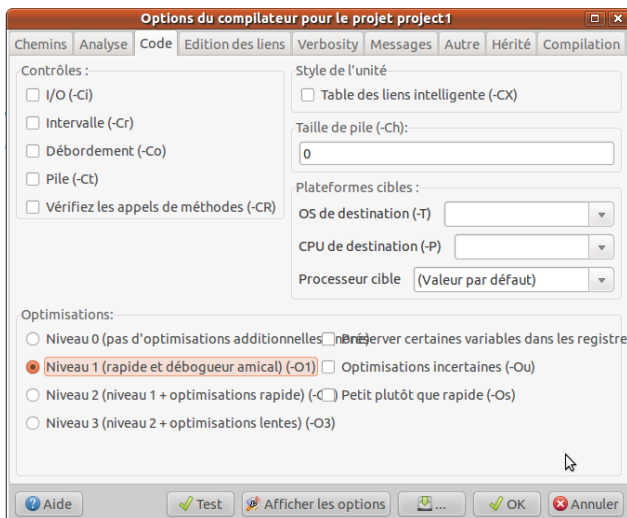 Options du compilateur pour le projet project1
Chemins Analyse Code Edition des liens Verbosity Messages Autre Hérité Compilation
Contrôles :
I/O (-Ci)
Intervalle (-Cr)
Débordement (-Co)
Pile (-Ct)
Vérifiez les appels de méthodes (-CR)
Style de l'unité
Table des liens intelligente (-CX)
Taille de pile (-Ch):
0
Plateformes cibles :
OS de destination (-T)
CPU de destination (-P)
Processeur cible (Valeur par défaut)
Optimisations:
Niveau 0 (pas d'optimisations additionnelles
certaines variables dans les registre
Niveau 1 (rapide et débogueur amical) (-O1) Optimisations incertaines (-Ou)
Niveau 2 (niveau 1 + optimisations rapide) Petit plutôt que rapide (-Os)
Niveau 3 (niveau 2 + optimisations lentes) (-O3)
Aide Test Afficher les options ... OK Annuler